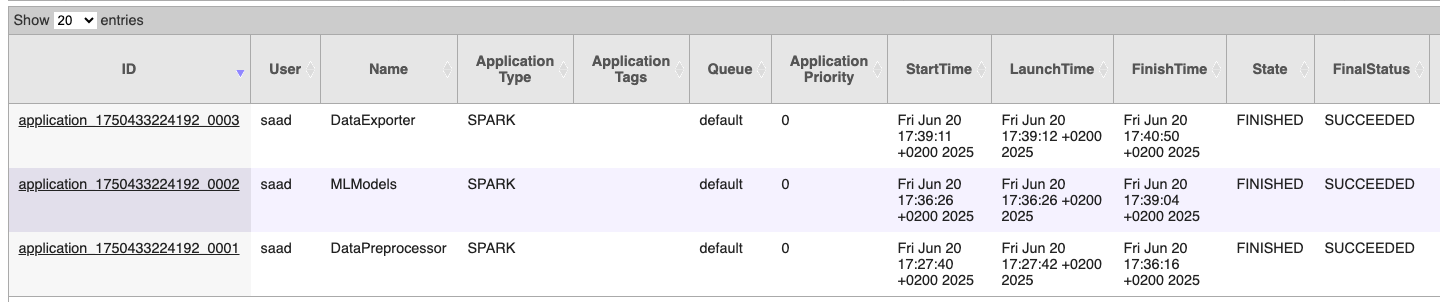 Show 20 entries
ID User Name Application Type Application Tags Queue Application Priority StartTime LaunchTime FinishTime State FinalStatus
application_1750433224192_0003 saad DataExporter SPARK default 0 Fri Jun 20 17:39:11 +0200 2025 Fri Jun 20 17:39:12 +0200 2025 Fri Jun 20 17:40:50 +0200 2025 FINISHED SUCCEEDED
application_1750433224192_0002 saad MLModels SPARK default 0 Fri Jun 20 17:36:26 +0200 2025 Fri Jun 20 17:36:26 +0200 2025 Fri Jun 20 17:39:04 +0200 2025 FINISHED SUCCEEDED
application_1750433224192_0001 saad DataPreprocessor SPARK default 0 Fri Jun 20 17:27:40 +0200 2025 Fri Jun 20 17:27:42 +0200 2025 Fri Jun 20 17:36:16 +0200 2025 FINISHED SUCCEEDED